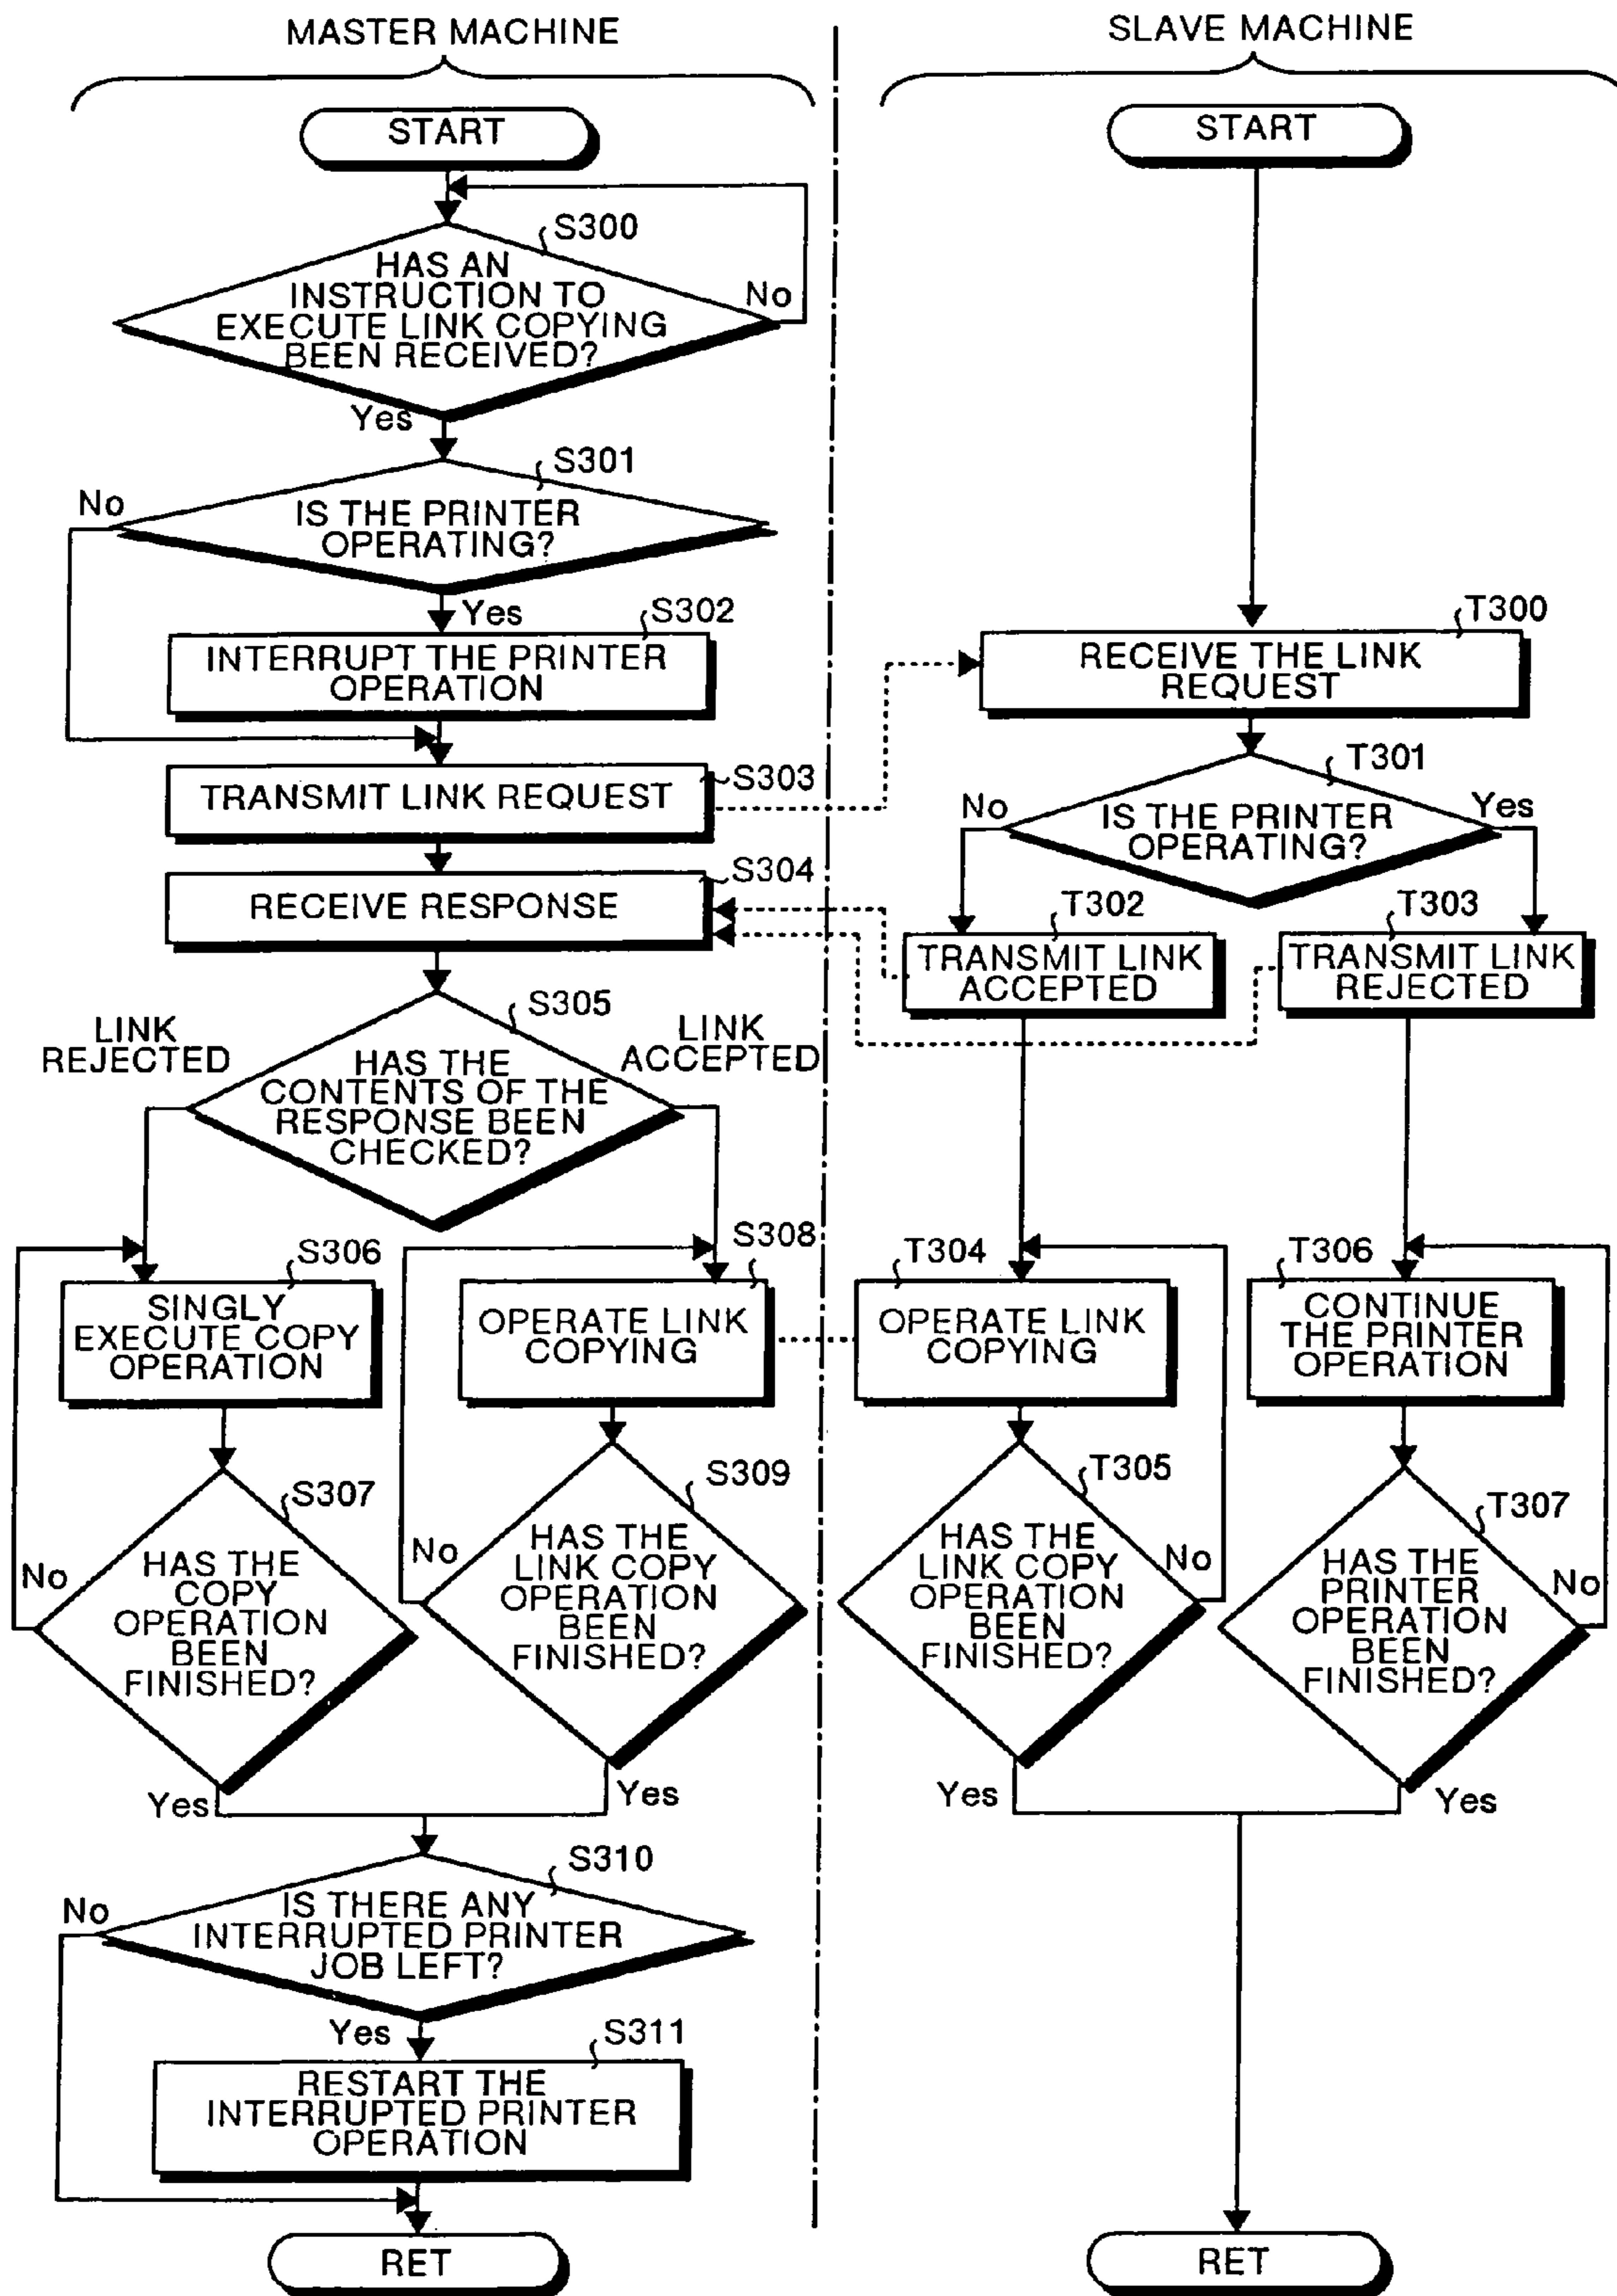 MASTER MACHINE
START
S300
HAS AN
INSTRUCTION TO
EXECUTE LINK COPYING
BEEN RECEIVED?
No
Yes
S301
No
IS THE PRINTER
OPERATING?
Yes
S302
INTERRUPT THE PRINTER
OPERATION
S303
TRANSMIT LINK REQUEST
S304
RECEIVE RESPONSE
S305
LINK
REJECTED
LINK
ACCEPTED
HAS THE
CONTENTS OF THE
RESPONSE BEEN
CHECKED?
S306
SINGLY
EXECUTE COPY
OPERATION
S308
OPERATE LINK
COPYING
S307
No
HAS THE
COPY
OPERATION
BEEN
FINISHED?
Yes
S309
No
HAS THE
LINK COPY
OPERATION
BEEN
FINISHED?
Yes
S310
No
IS THERE ANY
INTERRUPTED PRINTER
JOB LEFT?
Yes
S311
RESTART THE
INTERRUPTED PRINTER
OPERATION
RET
SLAVE MACHINE
START
T300
RECEIVE THE LINK
REQUEST
T301
No
Yes
IS THE PRINTER
OPERATING?
T302
TRANSMIT LINK
ACCEPTED
T303
TRANSMIT LINK
REJECTED
T304
OPERATE LINK
COPYING
T306
CONTINUE
THE PRINTER
OPERATION
T305
HAS THE
LINK COPY
OPERATION
BEEN
FINISHED?
No
Yes
T307
HAS THE
PRINTER
OPERATION
BEEN
FINISHED?
No
Yes
RET